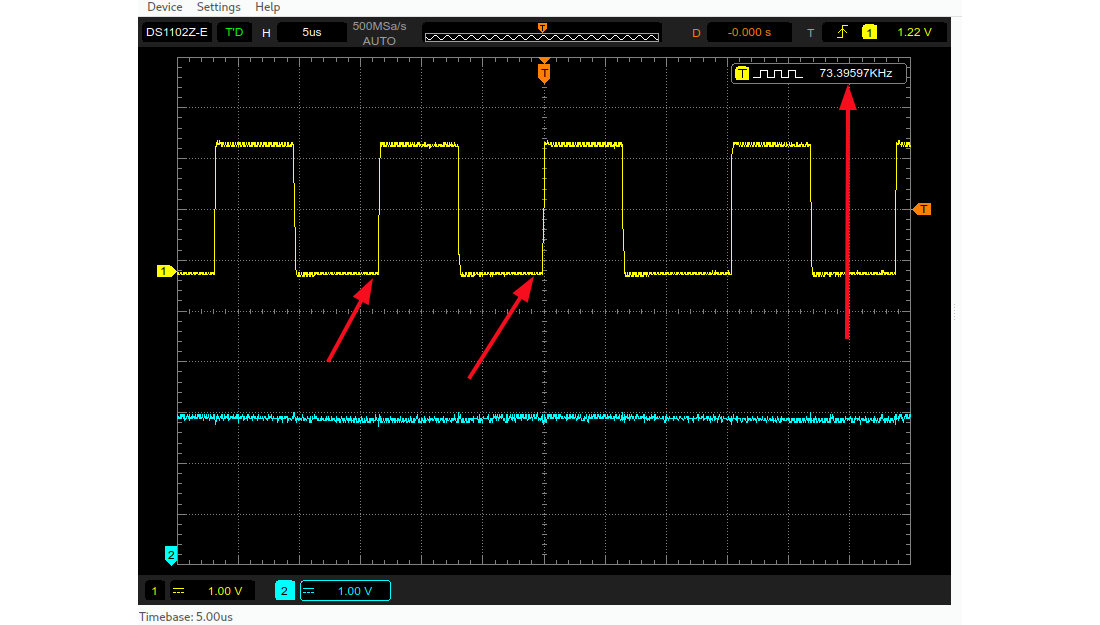 Device Settings Help
DS1102Z-E T'D H 5us 500MSa/s AUTO T D -0.000 s T 1 1.22 V
T T 73.39597KHz
T
1
2
1 1.00 V 2 1.00 V
Timebase: 5.00us